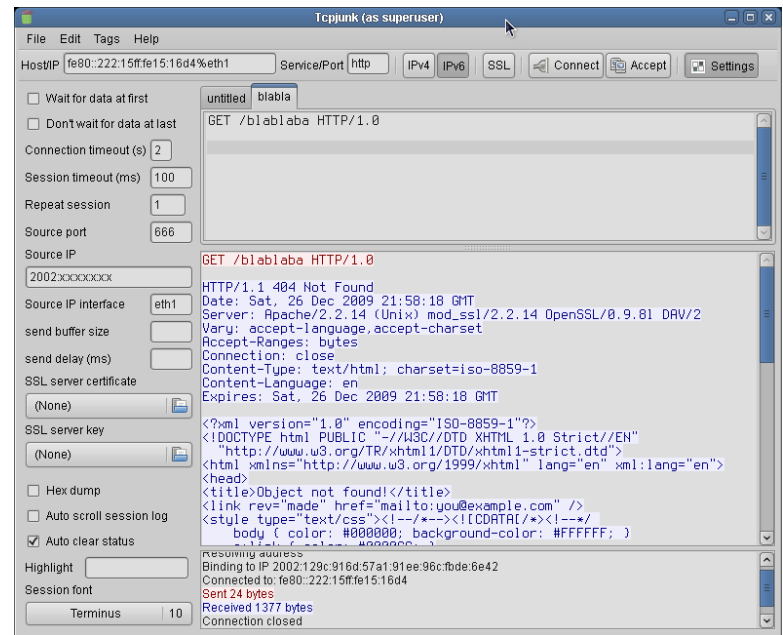 Tcpjunk (as superuser)
File Edit Tags Help
Host/IP fe80::222:15ff:fe15:16d4%eth1 Service/Port http IPv4 IPv6 SSL Connect Accept Settings
Wait for data at first
Don't wait for data at last
Connection timeout (s) 2
Session timeout (ms) 100
Repeat session 1
Source port 666
Source IP
2002:xxxxxxxx
Source IP interface eth1
send buffer size
send delay (ms)
SSL server certificate
(None)
SSL server key
(None)
Hex dump
Auto scroll session log
Auto clear status
Highlight
Session font
Terminus 10
untitled blabla
GET /blablaba HTTP/1.0
GET /blablaba HTTP/1.0
HTTP/1.1 404 Not Found
Date: Sat, 26 Dec 2009 21:58:18 GMT
Server: Apache/2.2.14 (Unix) mod_ssl/2.2.14 OpenSSL/0.9.8l DAV/2
Vary: accept-language,accept-charset
Accept-Ranges: bytes
Connection: close
Content-Type: text/html; charset=iso-8859-1
Content-Language: en
Expires: Sat, 26 Dec 2009 21:58:18 GMT
<?xml version="1.0" encoding="ISO-8859-1"?>
<!DOCTYPE html PUBLIC "-//W3C//DTD XHTML 1.0 Strict//EN"
"http://www.w3.org/TR/xhtml1/DTD/xhtml1-strict.dtd">
<html xmlns="http://www.w3.org/1999/xhtml" lang="en" xml:lang="en">
<head>
<title>Object not found!</title>
<link rev="made" href="mailto:you@example.com" />
<style type="text/css"><!--/*--><![CDATA[/*><!--*/
body { color: #000000; background-color: #FFFFFF; }
a:link { color: #0000CC; }
Resolving address
Binding to IP 2002:129c:916d:57a1:91ee:96c:fbde:6e42
Connected to: fe80::222:15ff:fe15:16d4
Sent 24 bytes
Received 1377 bytes
Connection closed